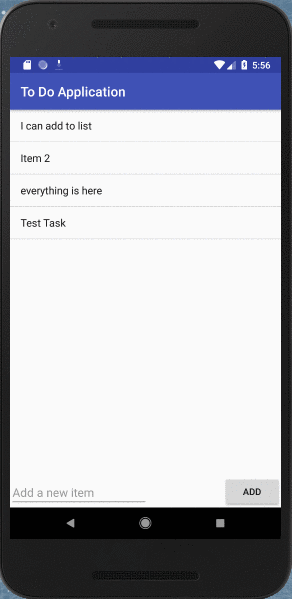 5:56
To Do Application
I can add to list
Item 2
everything is here
Test Task
Add a new item
ADD